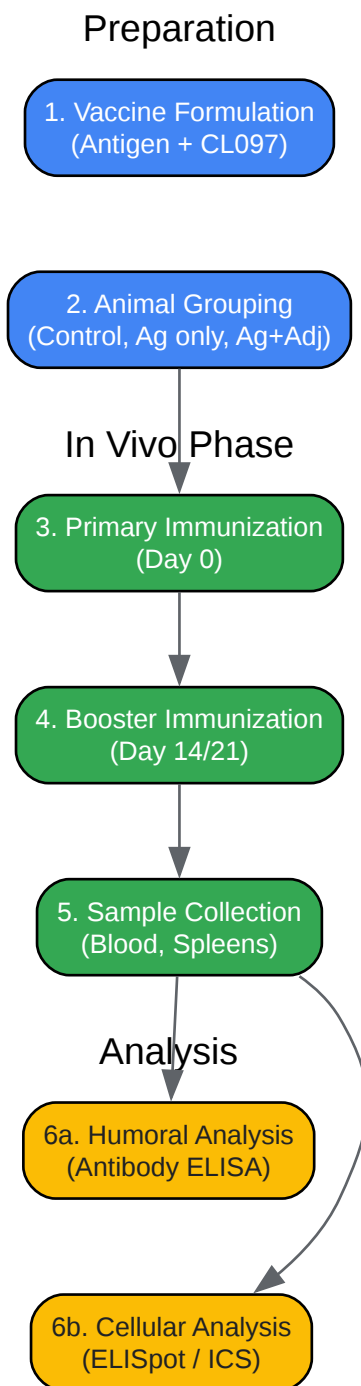 Preparation
1. Vaccine Formulation
(Antigen + CL097)
2. Animal Grouping
(Control, Ag only, Ag+Adj)
In Vivo Phase
3. Primary Immunization
(Day 0)
4. Booster Immunization
(Day 14/21)
5. Sample Collection
(Blood, Spleens)
Analysis
6a. Humoral Analysis
(Antibody ELISA)
6b. Cellular Analysis
(ELISpot / ICS)